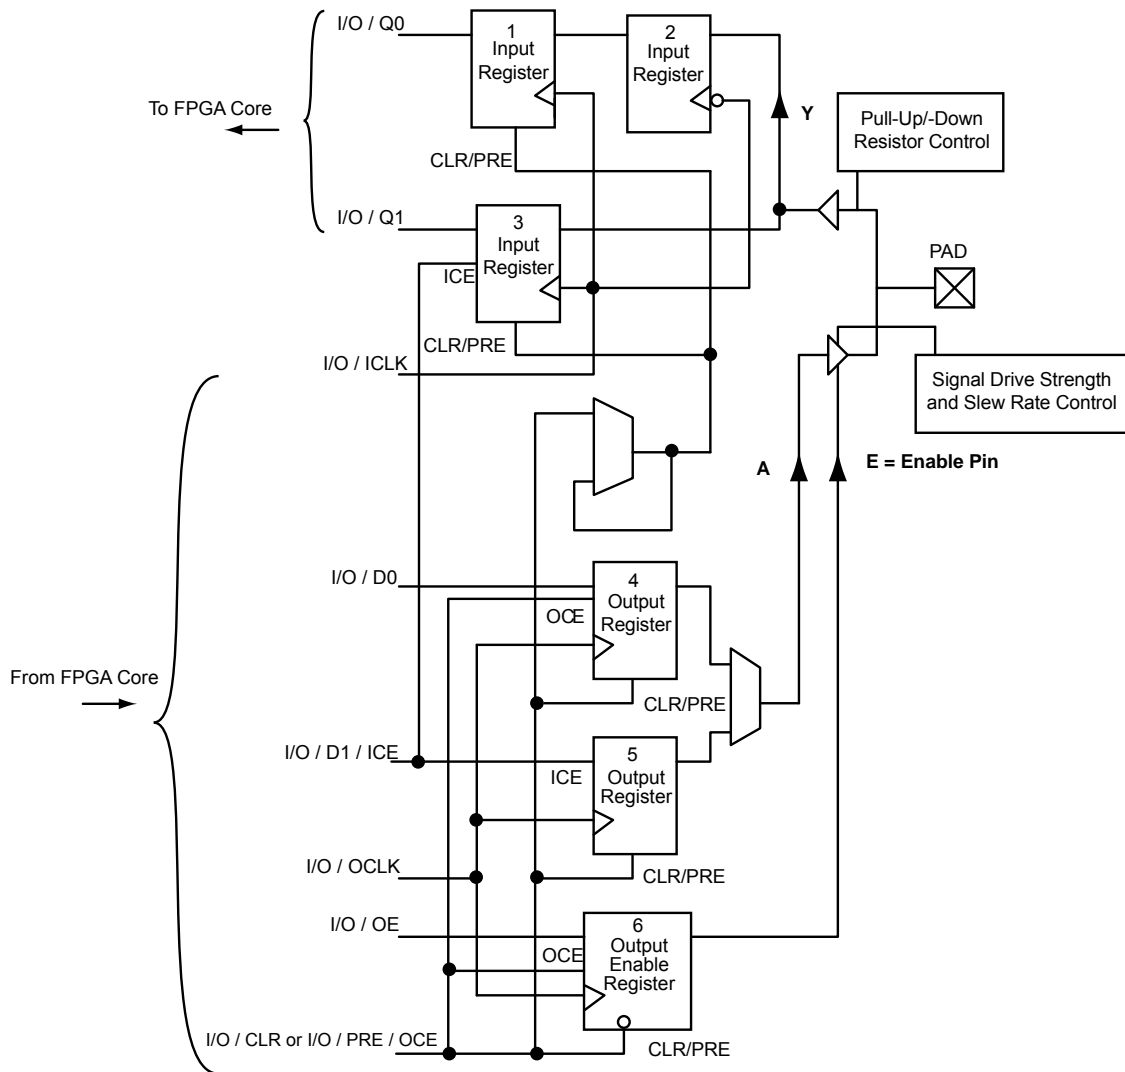 I/O / Q0
1
Input
Register
2
Input
Register
To FPGA Core
Y
Pull-Up/-Down
Resistor Control
CLR/PRE
I/O / Q1
3
Input
Register
ICE
PAD
CLR/PRE
I/O / ICLK
Signal Drive Strength
and Slew Rate Control
A
E = Enable Pin
I/O / D0
4
Output
Register
OCE
From FPGA Core
CLR/PRE
I/O / D1 / ICE
5
Output
Register
ICE
I/O / OCLK
CLR/PRE
I/O / OE
6
Output
Enable
Register
OCE
I/O / CLR or I/O / PRE / OCE
CLR/PRE